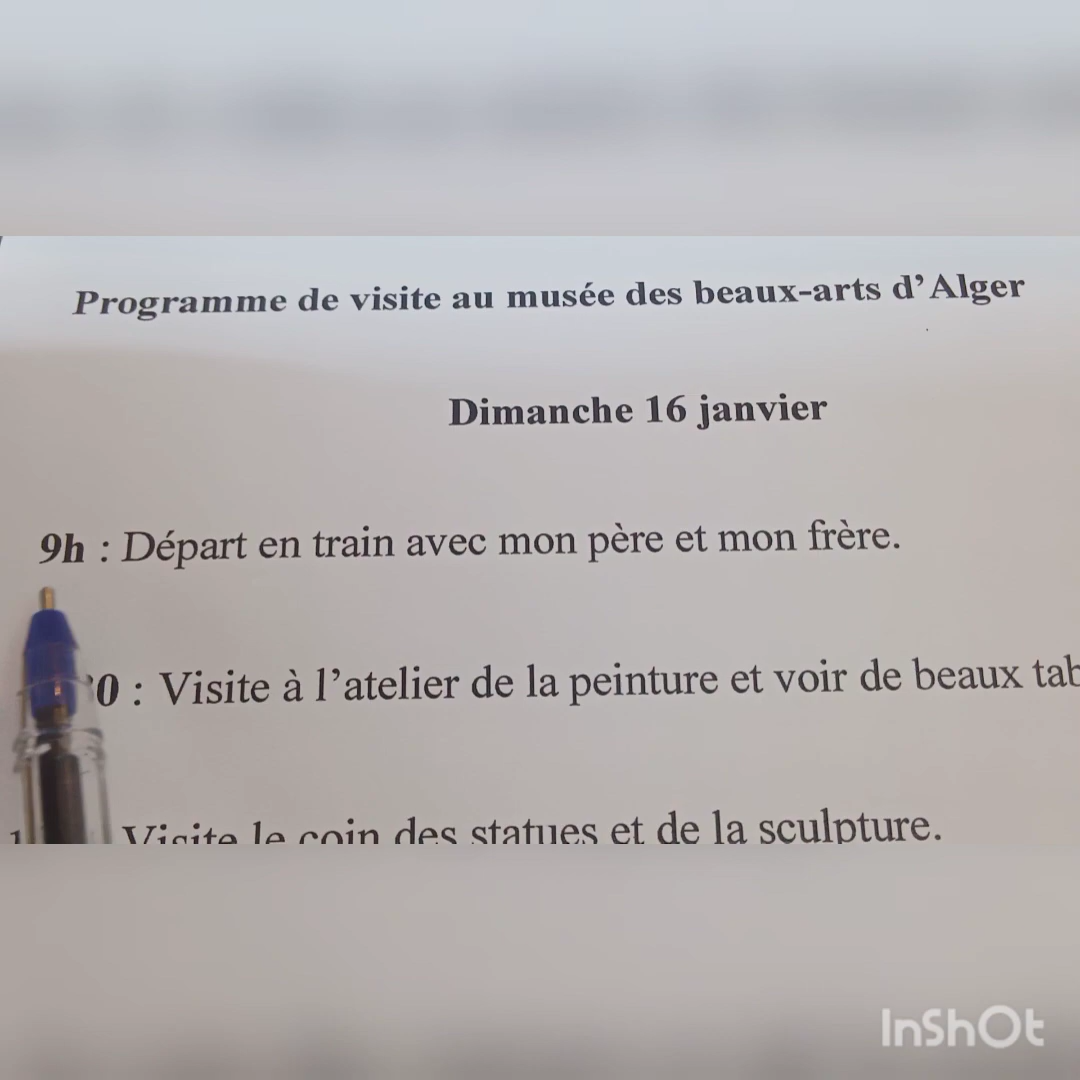 Programme de visite au musée des beaux-arts d'Alger
Dimanche 16 janvier
9h : Départ en train avec mon père et mon frère.
: Visite à l'atelier de la peinture et voir de beaux
Visite le coin des statues et de la sculpture.
InShOt